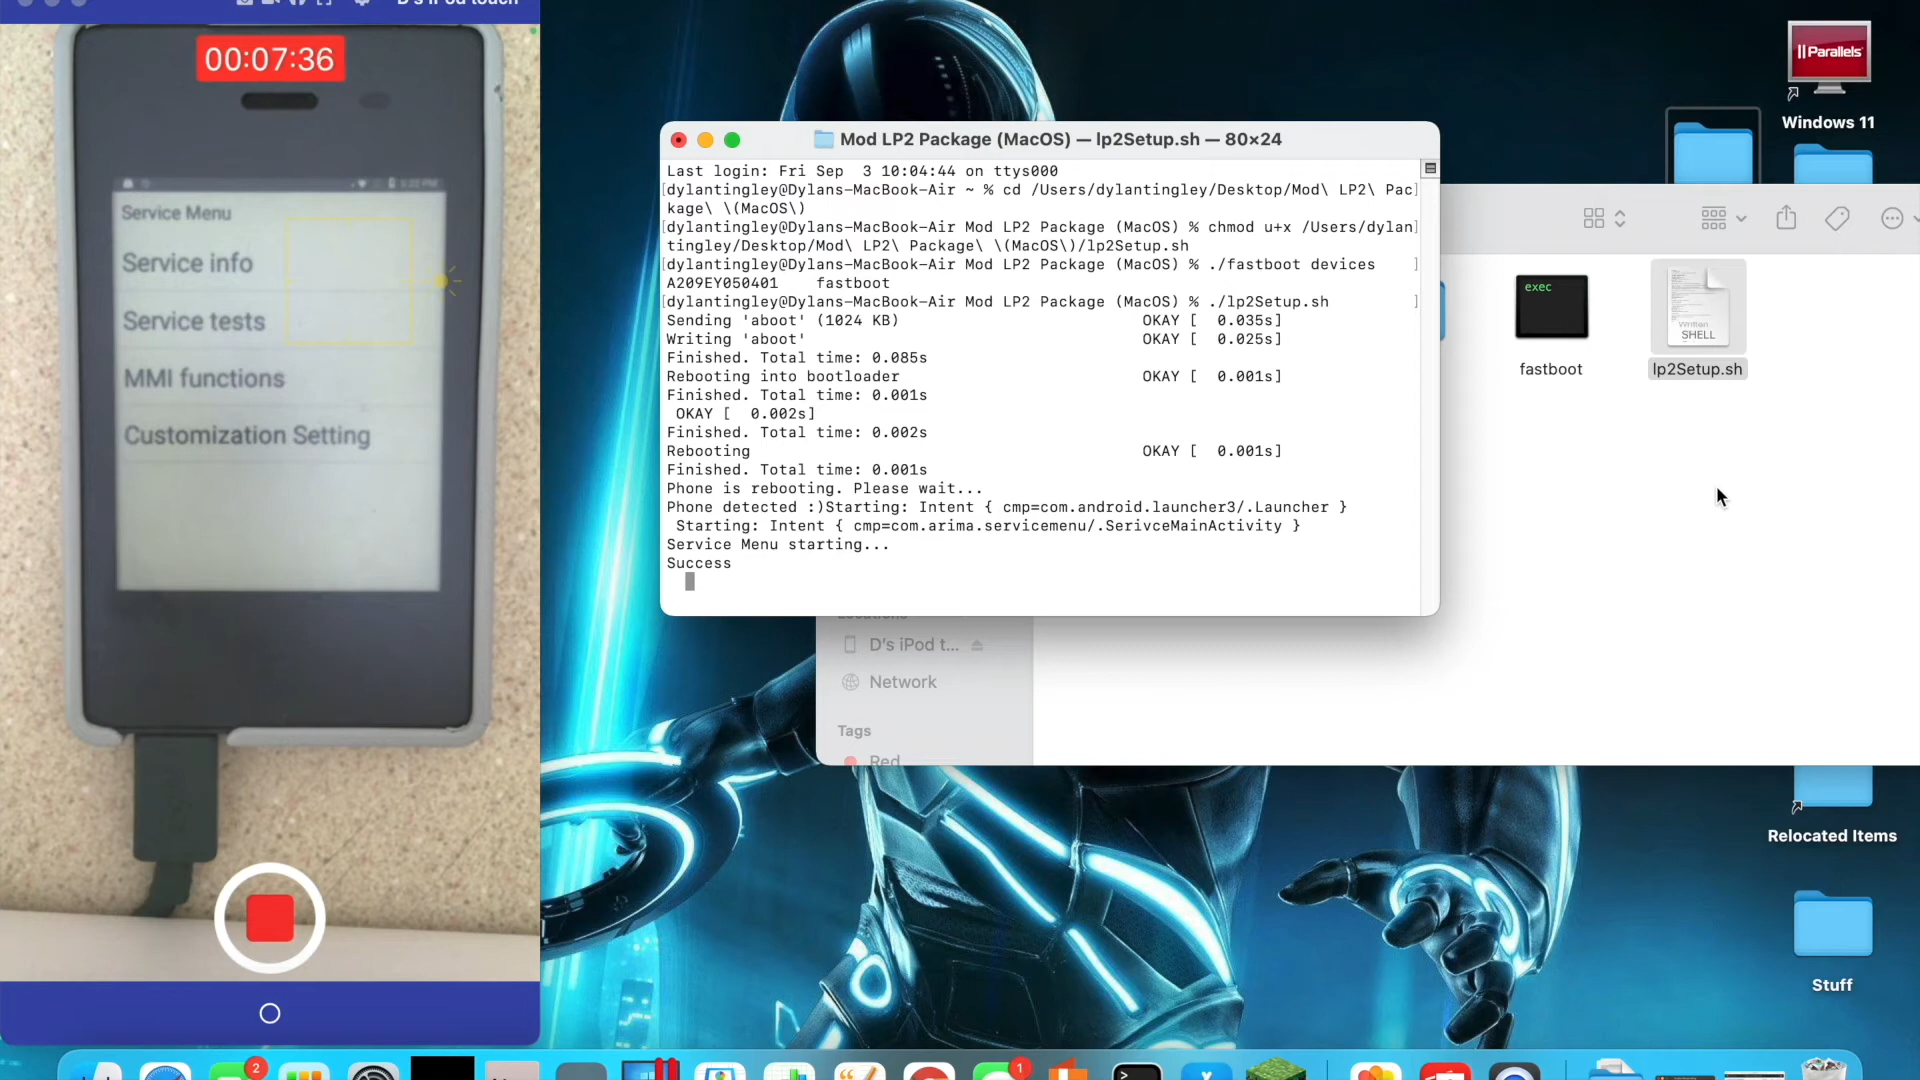 D's iPod touch
00:07:36
5:22 PM
Service Menu
Service info
Service tests
MMI functions
Customization Setting
Mod LP2 Package (MacOS) — lp2Setup.sh — 80×24
Last login: Fri Sep  3 10:04:44 on ttys000
[dylantingley@Dylans-MacBook-Air ~ % cd /Users/dylantingley/Desktop/Mod\ LP2\ Pac]
kage\ \(MacOS\)
[dylantingley@Dylans-MacBook-Air Mod LP2 Package (MacOS) % chmod u+x /Users/dylan]
tingley/Desktop/Mod\ LP2\ Package\ \(MacOS\)/lp2Setup.sh
[dylantingley@Dylans-MacBook-Air Mod LP2 Package (MacOS) % ./fastboot devices    ]
A209EY050401    fastboot
[dylantingley@Dylans-MacBook-Air Mod LP2 Package (MacOS) % ./lp2Setup.sh         ]
Sending 'aboot' (1024 KB)                          OKAY [  0.035s]
Writing 'aboot'                                    OKAY [  0.025s]
Finished. Total time: 0.085s
Rebooting into bootloader                          OKAY [  0.001s]
Finished. Total time: 0.001s
 OKAY [  0.002s]
Finished. Total time: 0.002s
Rebooting                                          OKAY [  0.001s]
Finished. Total time: 0.001s
Phone is rebooting. Please wait...
Phone detected :)Starting: Intent { cmp=com.android.launcher3/.Launcher }
 Starting: Intent { cmp=com.arima.servicemenu/.SerivceMainActivity }
Service Menu starting...
Success
exec
fastboot
SHELL
lp2Setup.sh
Locations
D's iPod t...
Network
Tags
Red
Parallels
Windows 11
Relocated Items
Stuff
2
1